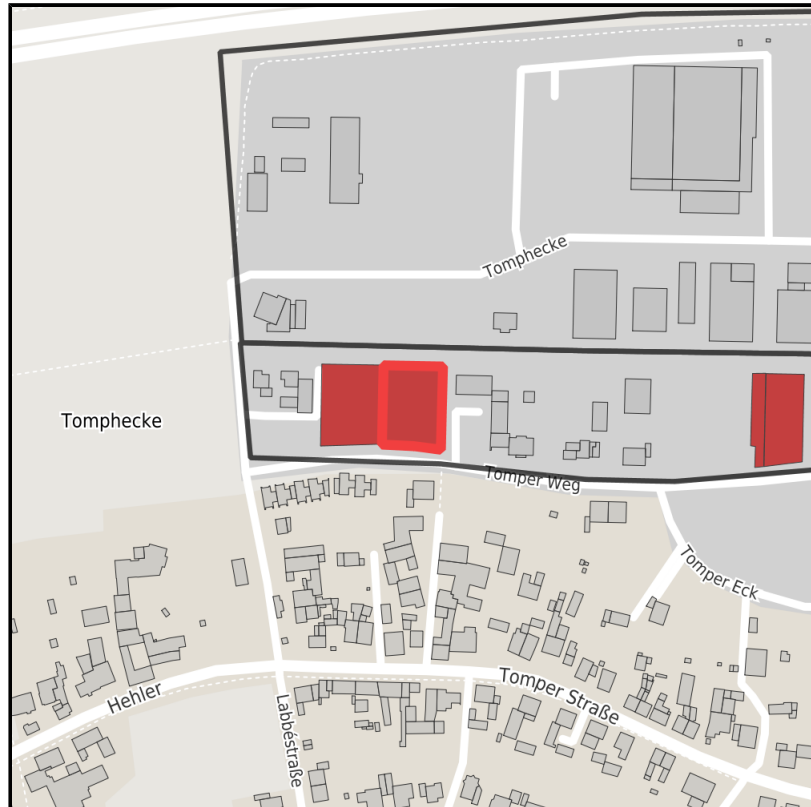 Tomphecke
Tomphecke
Tomper Weg
Tomper Eck
Hehler
Tomper Straße
Labbéstraße